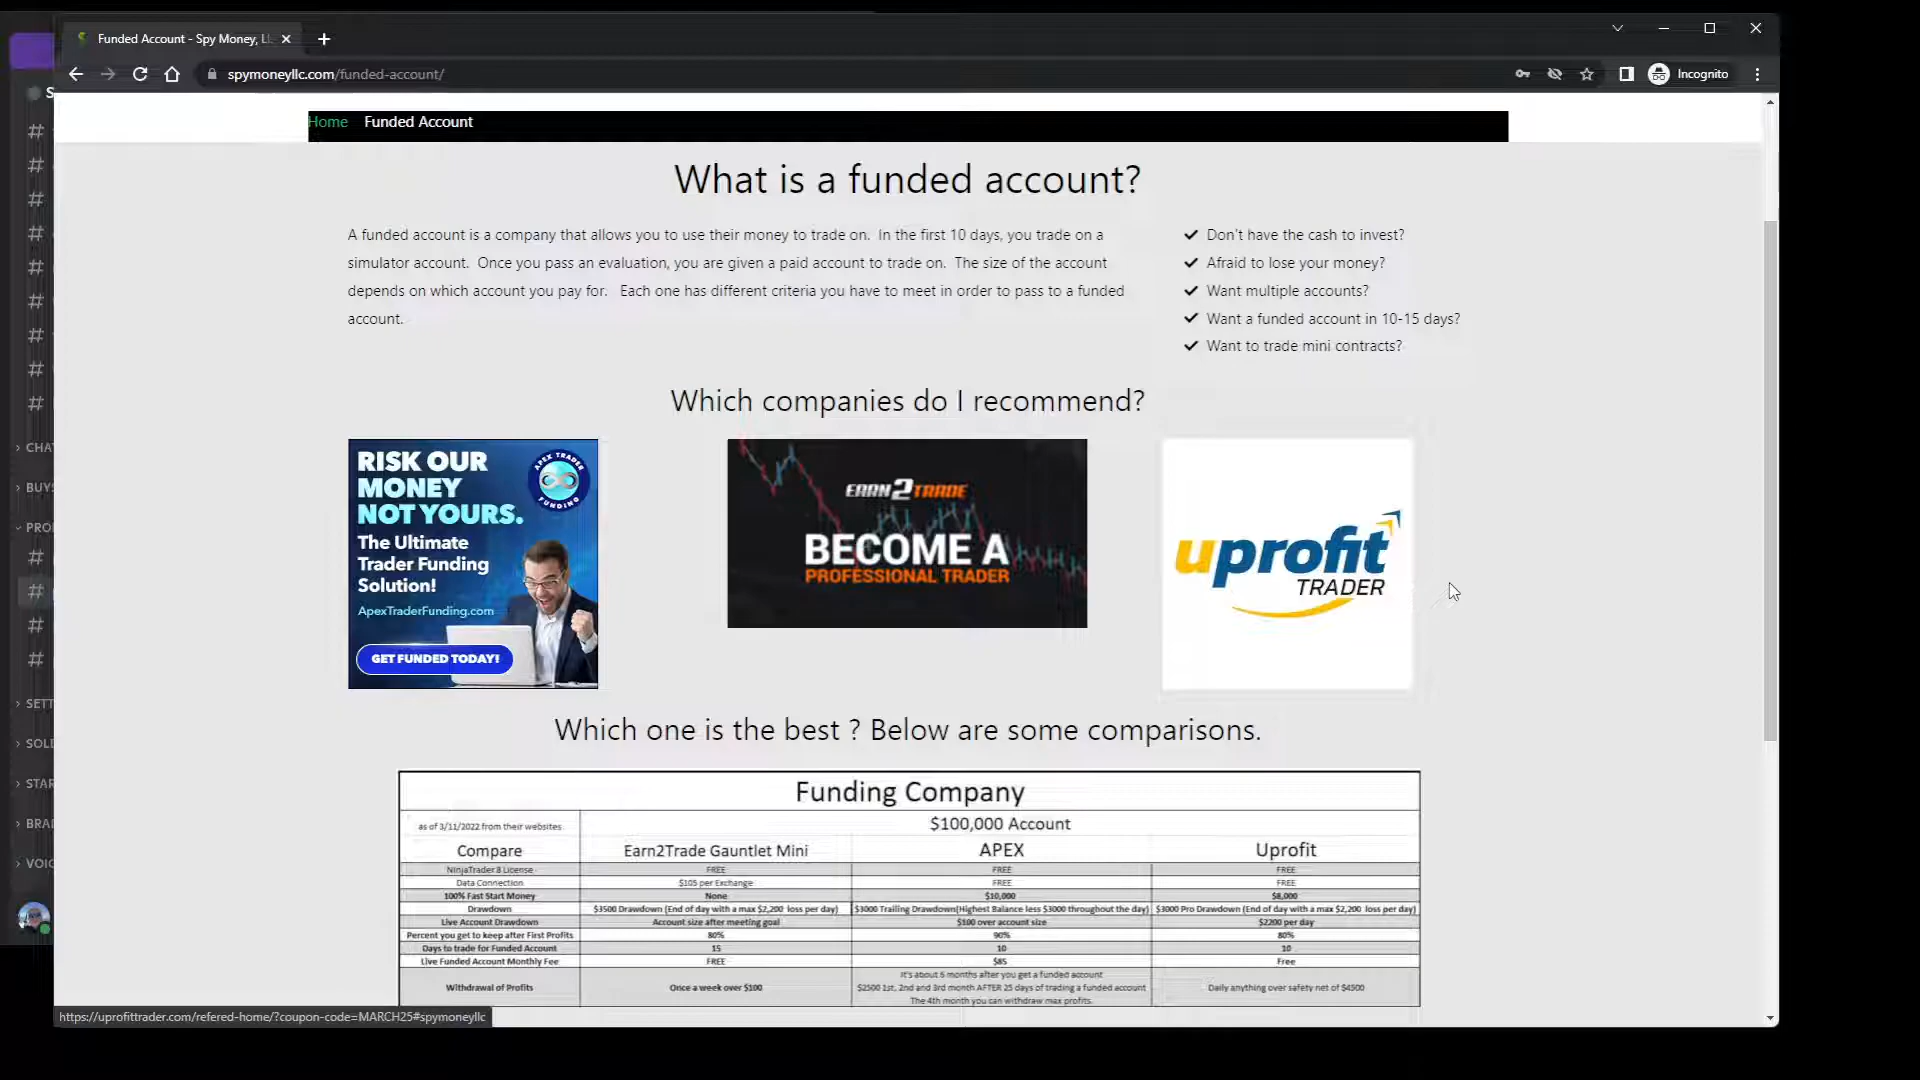 Funded Account - Spy Money, LL
spymoneyllc.com/funded-account/
Incognito
S
Home Funded Account
What is a funded account?
A funded account is a company that allows you to use their money to trade on. In the first 10 days, you trade on a
simulator account. Once you pass an evaluation, you are given a paid account to trade on. The size of the account
depends on which account you pay for. Each one has different criteria you have to meet in order to pass to a funded
account.
Don't have the cash to invest?
Afraid to lose your money?
Want multiple accounts?
Want a funded account in 10-15 days?
Want to trade mini contracts?
Which companies do I recommend?
RISK OUR
MONEY
NOT YOURS.
The Ultimate
Trader Funding
Solution!
ApexTraderFunding.com
GET FUNDED TODAY!
APEX TRADER
FUNDING
EARN2TRADE
BECOME A
PROFESSIONAL TRADER
uprofit
TRADER
Which one is the best ? Below are some comparisons.
Funding Company
as of 3/11/2022 from their websites $100,000 Account
Compare Earn2Trade Gauntlet Mini APEX Uprofit
NinjaTrader 8 License FREE FREE FREE
Data Connection $105 per Exchange FREE FREE
100% Fast Start Money None $10,000 $8,000
Drawdown $3500 Drawdown (End of day with a max $2,200 loss per day) $3000 Trailing Drawdown(Highest Balance less $3000 throughout the day) $3000 Pro Drawdown (End of day with a max $2,200 loss per day)
Live Account Drawdown Account size after meeting goal $100 over account size $2200 per day
Percent you get to keep after First Profits 80% 90% 80%
Days to trade for Funded Account 15 10 10
Live Funded Account Monthly Fee FREE $85 Free
It's about 5 months after you get a funded account
Withdrawal of Profits Once a week over $100 $2500 1st, 2nd and 3rd month AFTER 25 days of trading a funded account Daily anything over safety net of $4500
The 4th month you can withdraw max profits.
https://uprofittrader.com/refered-home/?coupon-code=MARCH25#spymoneyllc
CHA
BUYS
PRO
SETT
SOL
STAR
BRA
VOIC